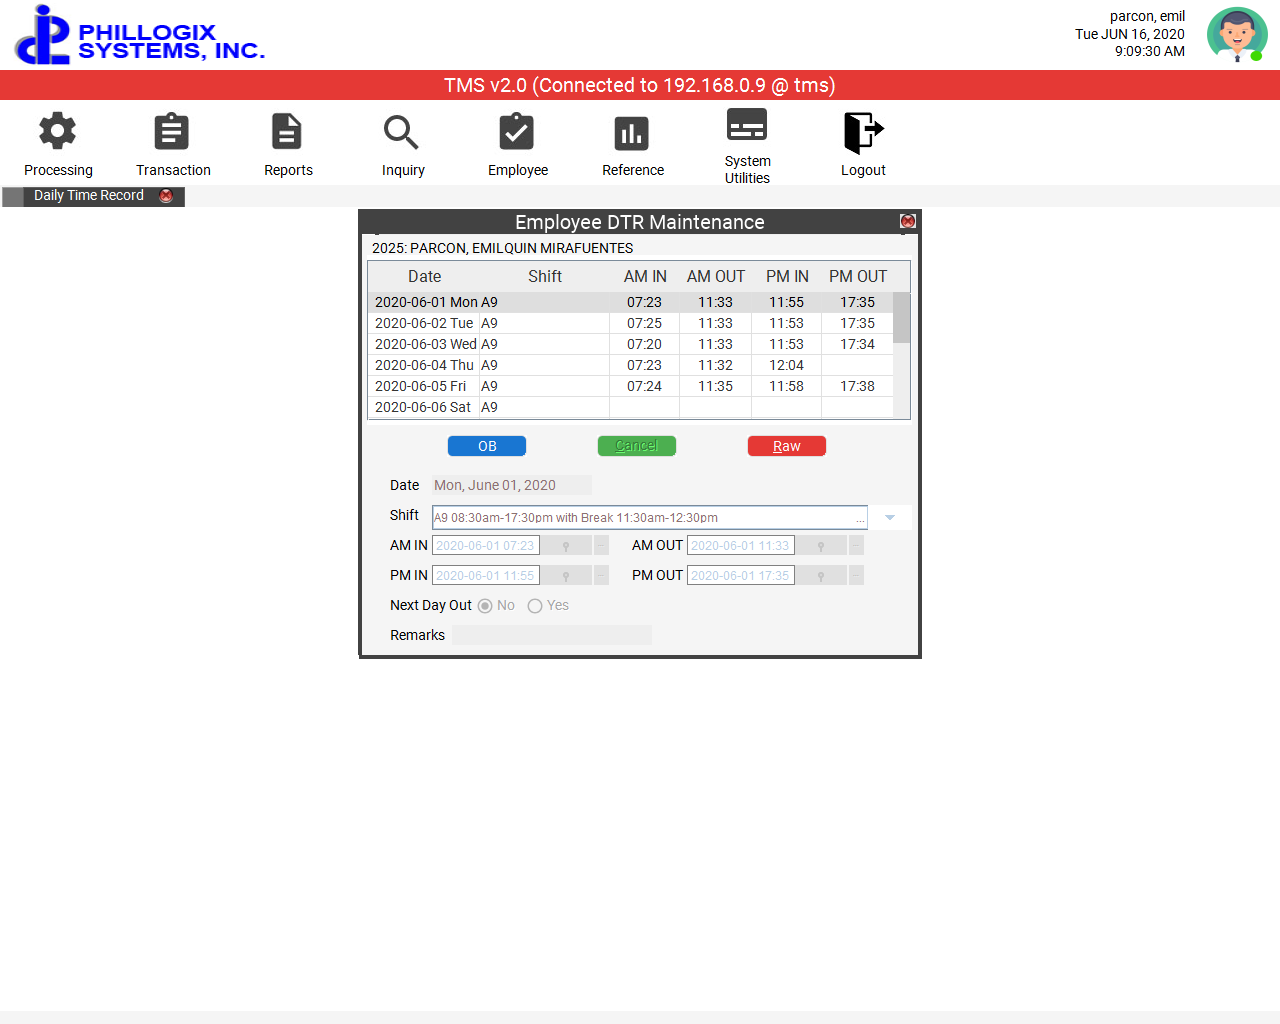 PHILLOGIX
SYSTEMS, INC.
parcon, emil
Tue JUN 16, 2020
9:09:30 AM
TMS v2.0 (Connected to 192.168.0.9 @ tms)
Processing Transaction Reports Inquiry Employee Reference System Utilities Logout
Daily Time Record
Employee DTR Maintenance
2025: PARCON, EMILQUIN MIRAFUENTES
Date Shift AM IN AM OUT PM IN PM OUT
2020-06-01 Mon A9 07:23 11:33 11:55 17:35
2020-06-02 Tue A9 07:25 11:33 11:53 17:35
2020-06-03 Wed A9 07:20 11:33 11:53 17:34
2020-06-04 Thu A9 07:23 11:32 12:04
2020-06-05 Fri A9 07:24 11:35 11:58 17:38
2020-06-06 Sat A9
OB Cancel Raw
Date Mon, June 01, 2020
Shift A9 08:30am-17:30pm with Break 11:30am-12:30pm ...
AM IN 2020-06-01 07:23 AM OUT 2020-06-01 11:33
PM IN 2020-06-01 11:55 PM OUT 2020-06-01 17:35
Next Day Out No Yes
Remarks